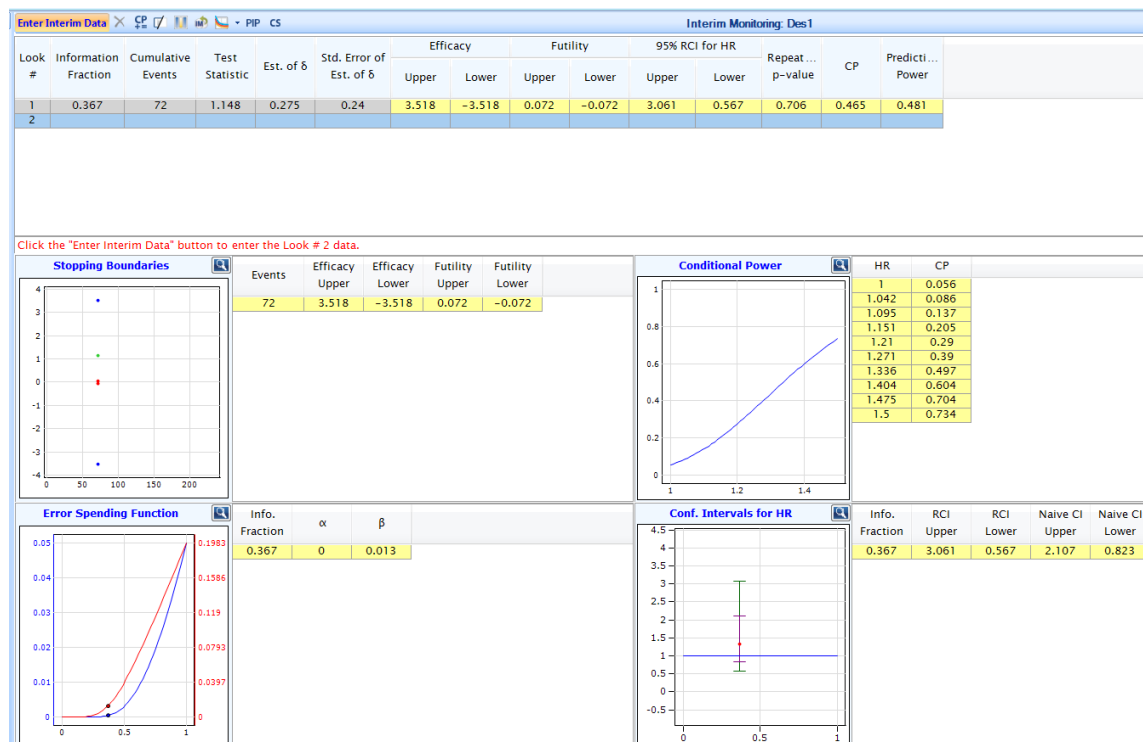 Enter Interim Data PIP CS Interim Monitoring: Des1
Look # Information Fraction Cumulative Events Test Statistic Est. of δ Std. Error of Est. of δ Efficacy Futility 95% RCI for HR Repeat ... p-value CP Predicti... Power
Upper Lower Upper Lower Upper Lower
1 0.367 72 1.148 0.275 0.24 3.518 -3.518 0.072 -0.072 3.061 0.567 0.706 0.465 0.481
2
Click the "Enter Interim Data" button to enter the Look # 2 data.
Stopping Boundaries
4
3
2
1
0
-1
-2
-3
-4
0 50 100 150 200
Events Efficacy Upper Efficacy Lower Futility Upper Futility Lower
72 3.518 -3.518 0.072 -0.072
Conditional Power
1
0.8
0.6
0.4
0.2
0
1 1.2 1.4
HR CP
1 0.056
1.042 0.086
1.095 0.137
1.151 0.205
1.21 0.29
1.271 0.39
1.336 0.497
1.404 0.604
1.475 0.704
1.5 0.734
Error Spending Function
0.05 0.1983
0.04 0.1586
0.03 0.119
0.02 0.0793
0.01 0.0397
0 0
0 0.5 1
Info. Fraction α β
0.367 0 0.013
Conf. Intervals for HR
4.5
4
3.5
3
2.5
2
1.5
1
0.5
0
-0.5
0 0.5 1
Info. Fraction RCI Upper RCI Lower Naive CI Upper Naive CI Lower
0.367 3.061 0.567 2.107 0.823